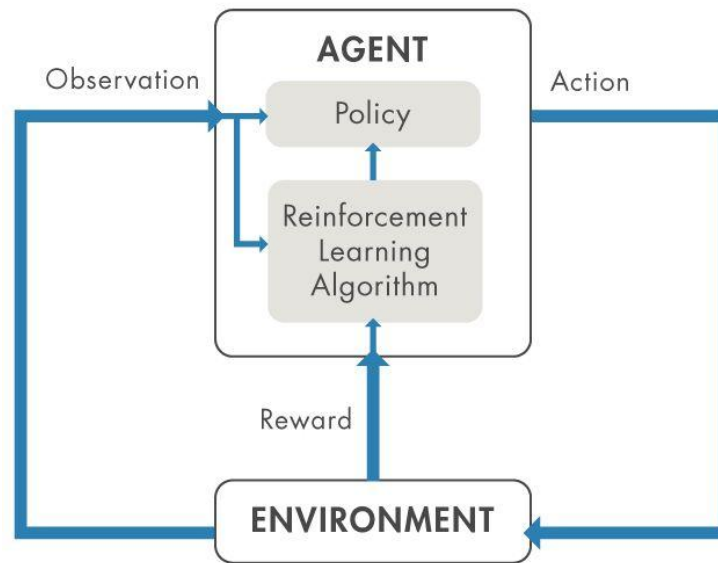 AGENT
Observation
Action
Policy
Reinforcement
Learning
Algorithm
Reward
ENVIRONMENT